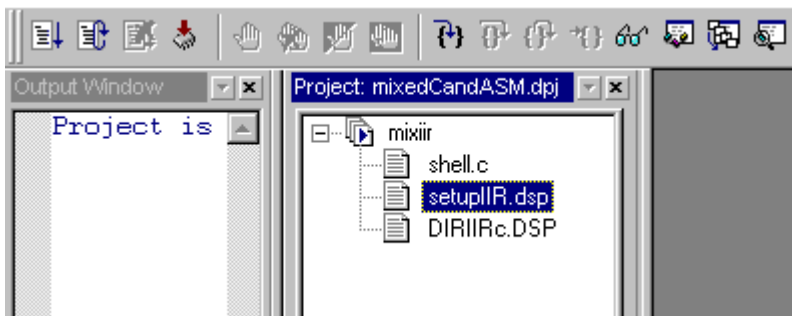 Output Window
Project: mixedCandASM.dpj
Project is
mixiir
shell.c
setupIIR.dsp
DIRIIRc.DSP